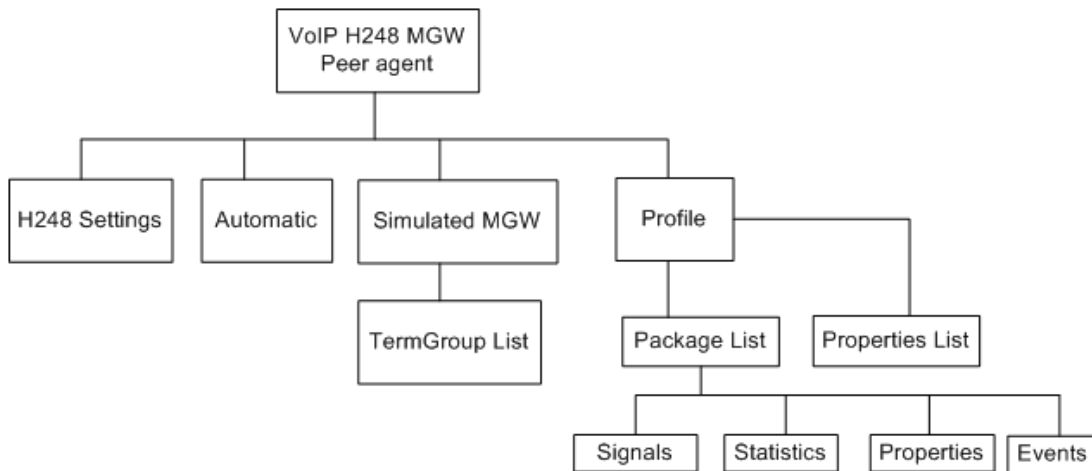 VoIP H248 MGW
Peer agent
H248 Settings
Automatic
Simulated MGW
Profile
TermGroup List
Package List
Properties List
Signals
Statistics
Properties
Events